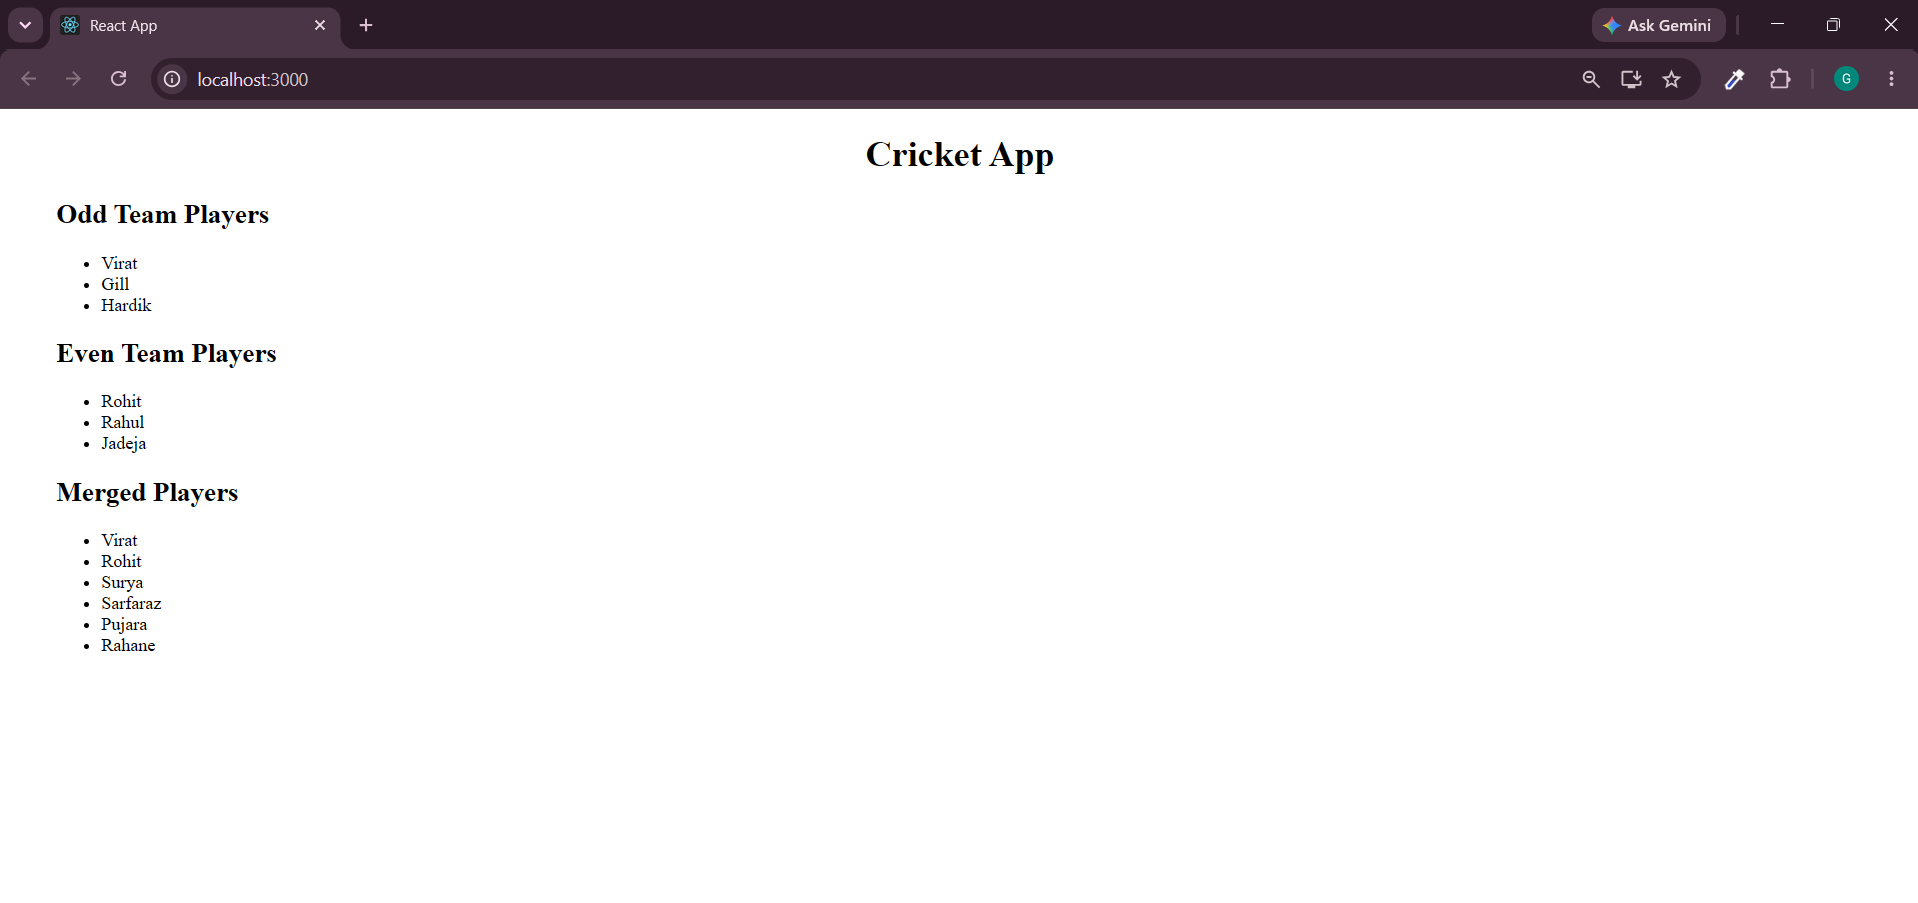 React App
Ask Gemini
localhost:3000
G
Cricket App
Odd Team Players
Virat
Gill
Hardik
Even Team Players
Rohit
Rahul
Jadeja
Merged Players
Virat
Rohit
Surya
Sarfaraz
Pujara
Rahane